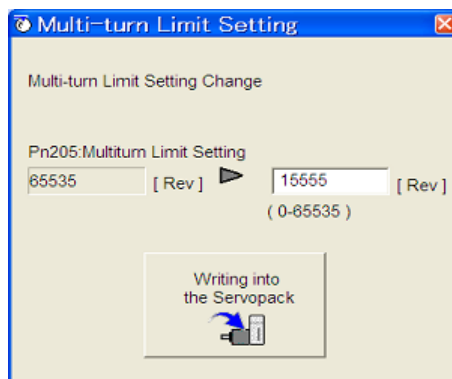 Multi-turn Limit Setting
Multi-turn Limit Setting Change
Pn205:Multiturn Limit Setting
65535 [ Rev ] 15555 [ Rev ]
( 0-65535 )
Writing into
the Servopack